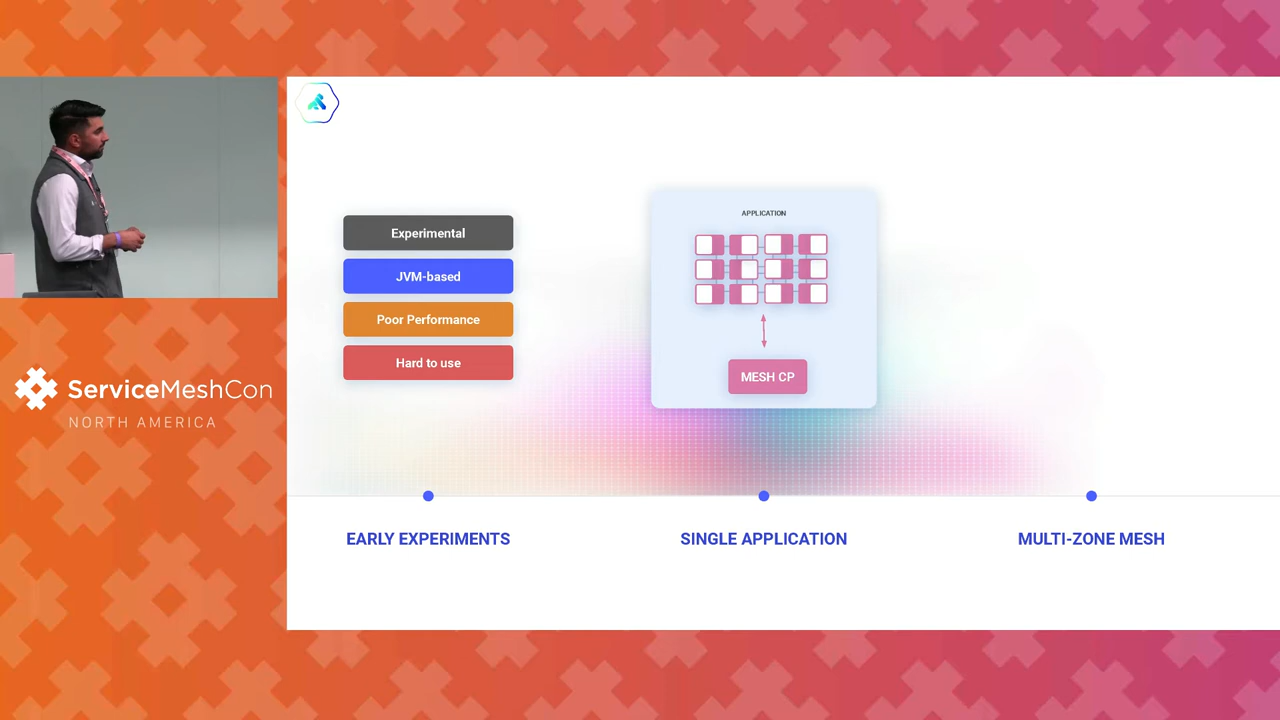 APPLICATION
Experimental
JVM-based
Poor Performance
Hard to use
MESH CP
ServiceMeshCon
NORTH AMERICA
EARLY EXPERIMENTS
SINGLE APPLICATION
MULTI-ZONE MESH